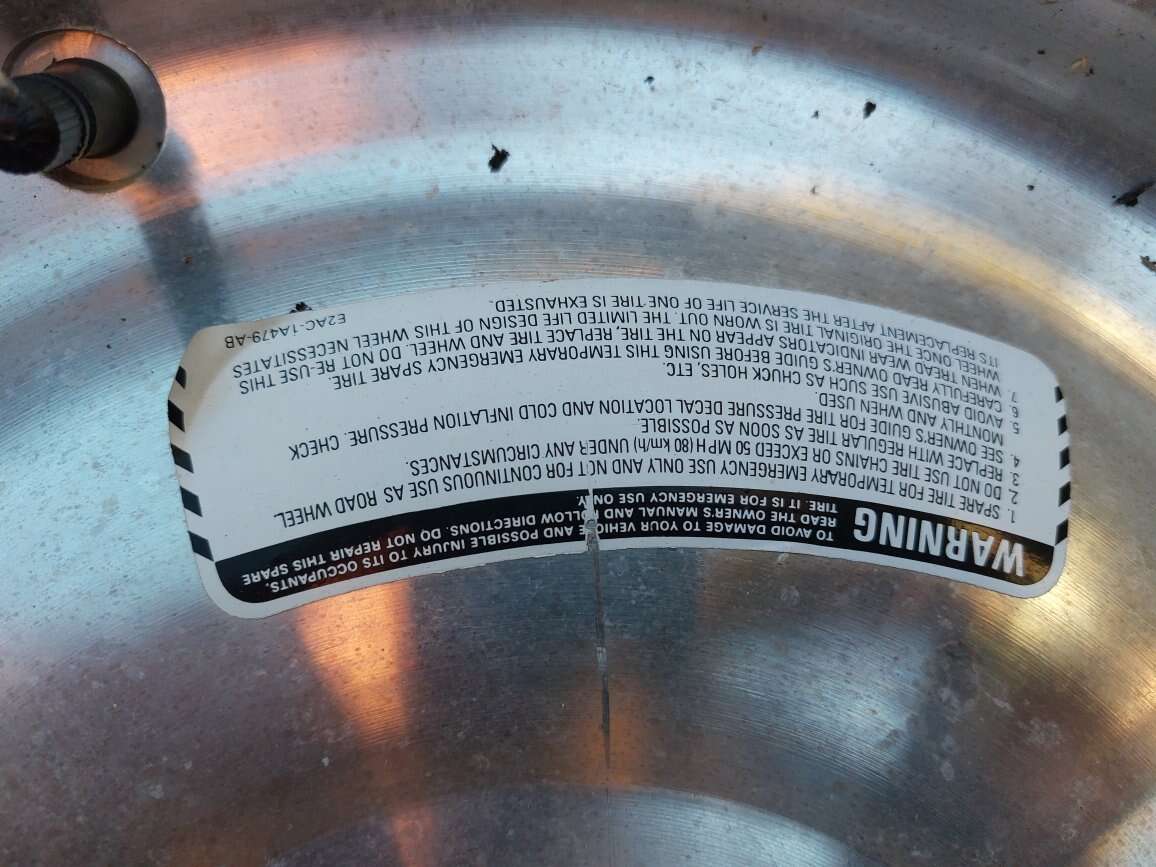 WARNING
TO AVOID DAMAGE TO YOUR VEHICLE AND POSSIBLE INJURY TO ITS OCCUPANTS.
READ THE OWNER'S MANUAL AND FOLLOW DIRECTIONS. DO NOT REPAIR THIS SPARE
TIRE. IT IS FOR EMERGENCY USE ONLY.
1. SPARE TIRE FOR TEMPORARY EMERGENCY USE ONLY AND NOT FOR CONTINUOUS USE AS ROAD WHEEL.
2. DO NOT USE TIRE CHAINS OR EXCEED 50 MPH (80 km/h) UNDER ANY CIRCUMSTANCES.
3. REPLACE WITH REGULAR TIRE AS SOON AS POSSIBLE.
4. SEE OWNER'S GUIDE FOR TIRE PRESSURE DECAL LOCATION AND COLD INFLATION PRESSURE. CHECK
MONTHLY AND WHEN USED.
5. AVOID ABUSIVE USE SUCH AS CHUCK HOLES, ETC.
6. CAREFULLY READ OWNER'S GUIDE BEFORE USING THIS TEMPORARY EMERGENCY SPARE TIRE.
7. WHEN TREAD WEAR INDICATORS APPEAR ON THE TIRE, REPLACE TIRE AND WHEEL. DO NOT RE-USE THIS
WHEEL ONCE THE ORIGINAL TIRE IS WORN OUT. THE LIMITED LIFE DESIGN OF THIS WHEEL NECESSITATES
ITS REPLACEMENT AFTER THE SERVICE LIFE OF ONE TIRE IS EXHAUSTED.
E2AC-1A479-AB